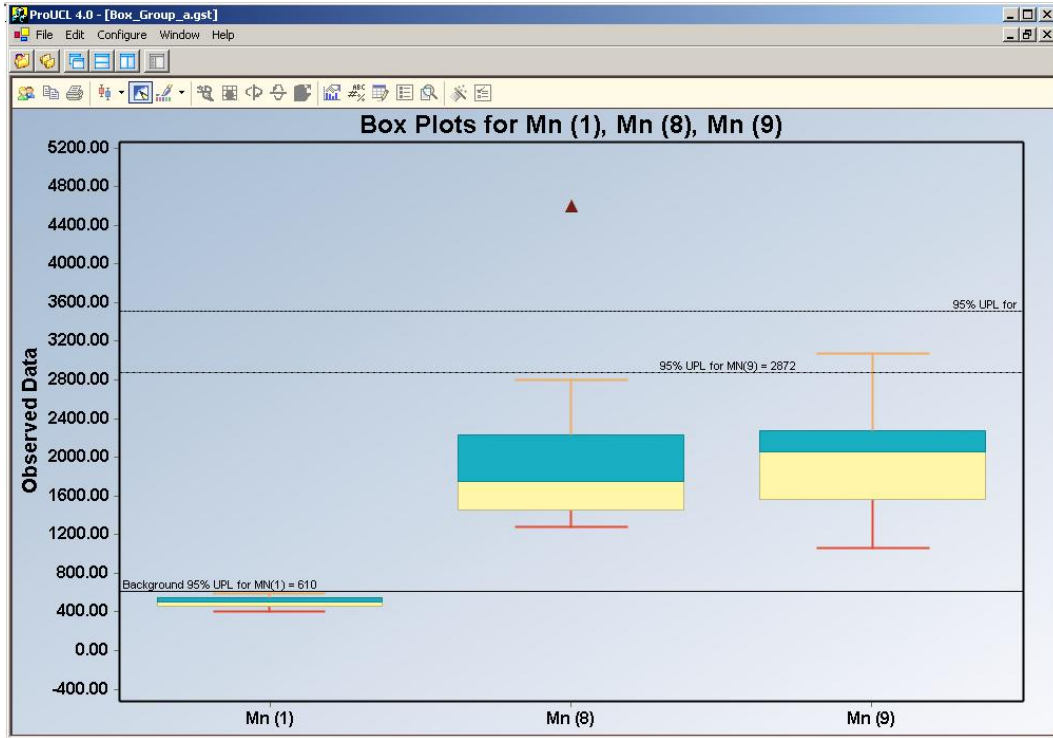 ProUCL 4.0 - [Box_Group_a.gst]
File Edit Configure Window Help
Box Plots for Mn (1), Mn (8), Mn (9)
5200.00
4800.00
4400.00
4000.00
3600.00
3200.00
2800.00
2400.00
2000.00
1600.00
1200.00
800.00
400.00
0.00
-400.00
Observed Data
95% UPL for
95% UPL for MN(9) = 2872
Background 95% UPL for MN(1) = 610
Mn (1) Mn (8) Mn (9)